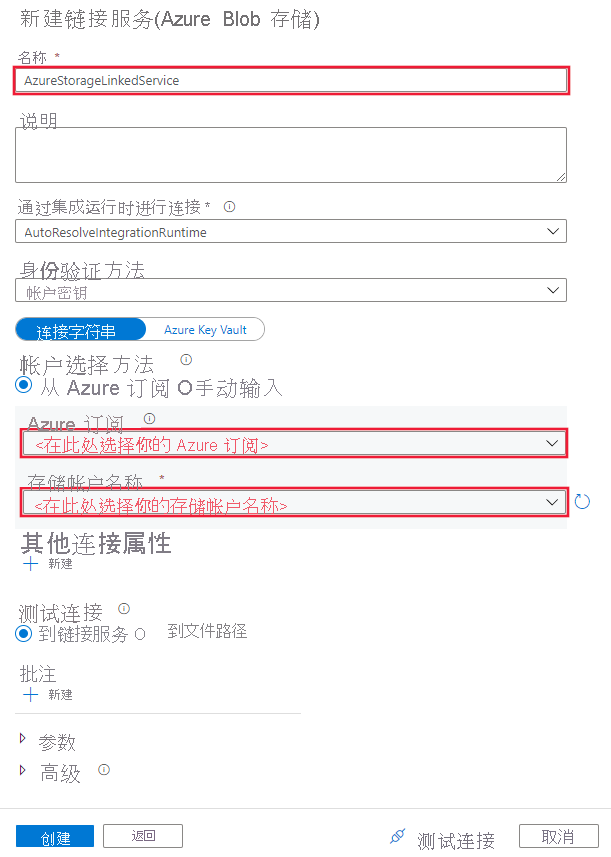 新建链接服务(Azure Blob 存储)
名称 *
AzureStorageLinkedService
说明
通过集成运行时进行连接 *
AutoResolveIntegrationRuntime
身份验证方法
帐户密钥
连接字符串 Azure Key Vault
帐户选择方法
从 Azure 订阅 O手动输入
Azure 订阅
<在此处选择你的 Azure 订阅>
存储帐户名称 *
<在此处选择你的存储帐户名称>
其他连接属性
新建
测试连接
到链接服务 O 到文件路径
批注
新建
参数
高级
创建 返回 测试连接 取消